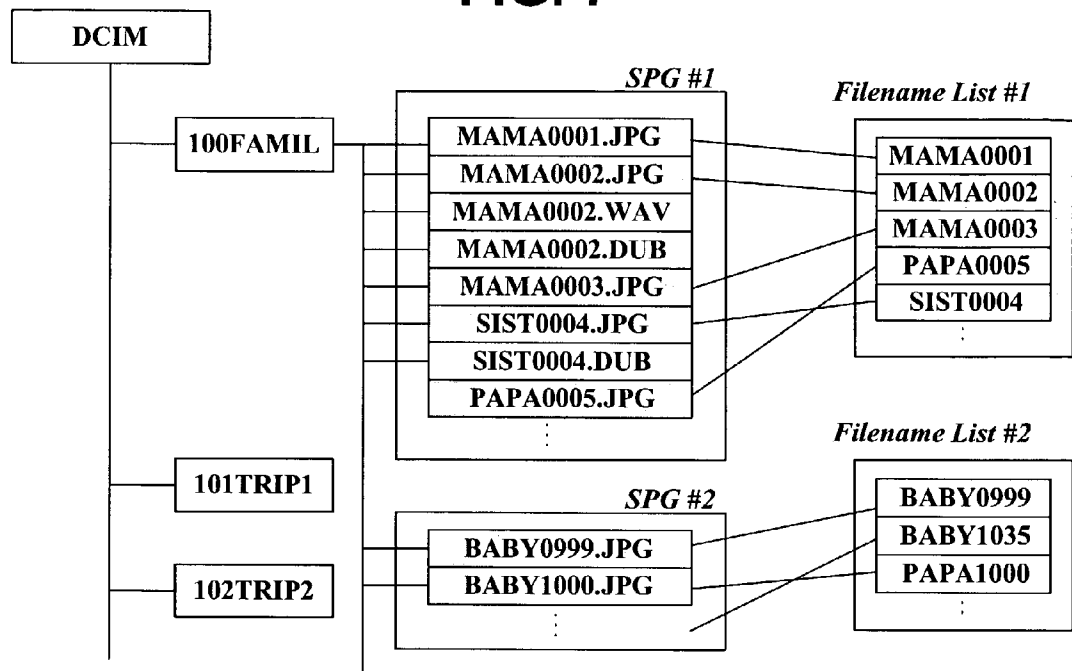 DCIM
100FAMIL
101TRIP1
102TRIP2
SPG #1
MAMA0001.JPG
MAMA0002.JPG
MAMA0002.WAV
MAMA0002.DUB
MAMA0003.JPG
SIST0004.JPG
SIST0004.DUB
PAPA0005.JPG
Filename List #1
MAMA0001
MAMA0002
MAMA0003
PAPA0005
SIST0004
SPG #2
BABY0999.JPG
BABY1000.JPG
Filename List #2
BABY0999
BABY1035
PAPA1000